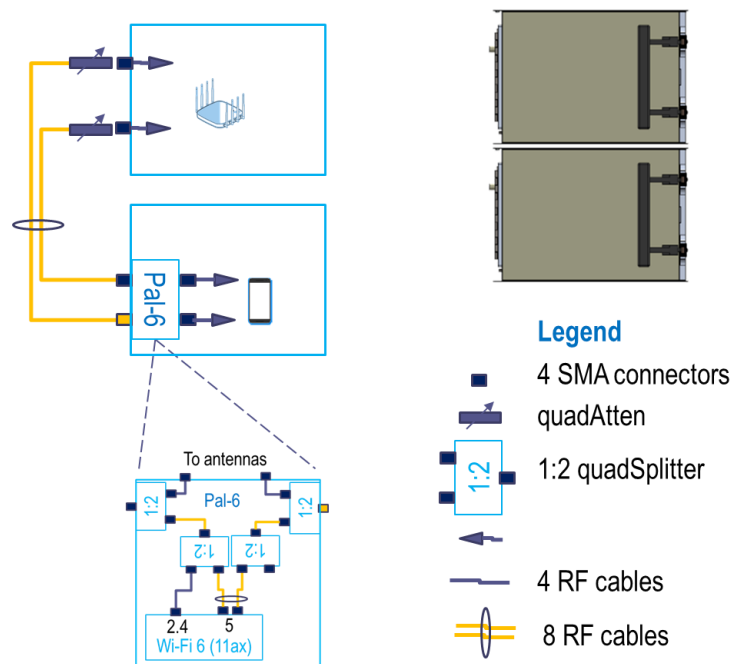 Pal-6
To antennas
1:2
Pal-6
1:2
1:2
1:2
2.4
5
Wi-Fi 6 (11ax)
Legend
4 SMA connectors
quadAtten
1:2
1:2 quadSplitter
4 RF cables
8 RF cables